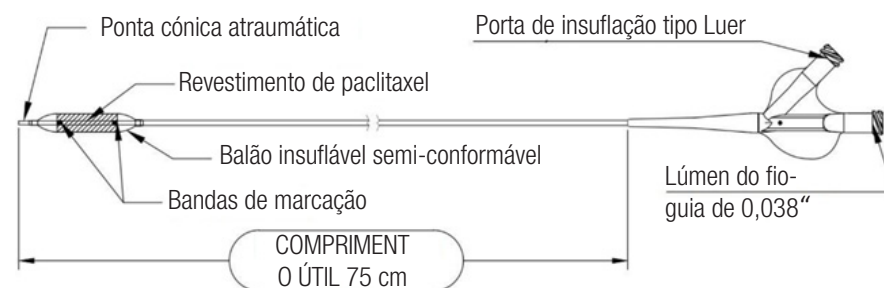 Ponta cónica atraumática
Porta de insuflação tipo Luer
Revestimento de paclitaxel
Balão insuflável semi-conformável
Bandas de marcação
Lúmen do fio-
guia de 0,038“
COMPRIMENT
O ÚTIL 75 cm